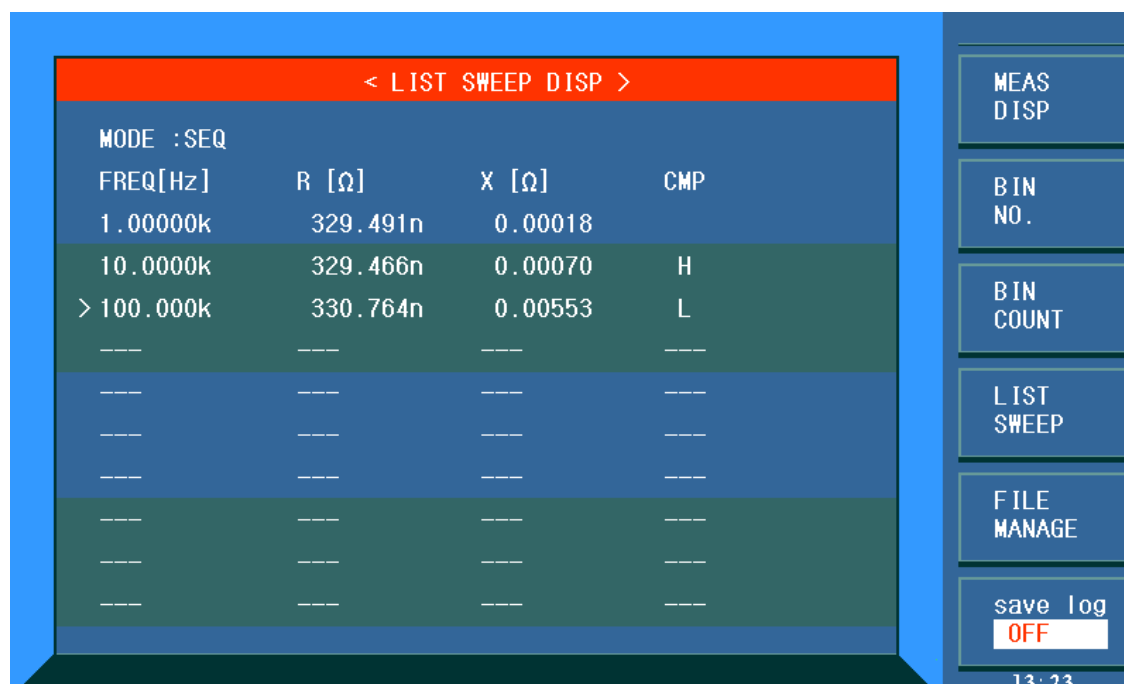 < LIST SWEEP DISP >
MODE :SEQ
FREQ[Hz] R [Ω] X [Ω] CMP
1.00000k 329.491n 0.00018
10.0000k 329.466n 0.00070 H
>100.000k 330.764n 0.00553 L
--- --- --- ---
--- --- --- ---
--- --- --- ---
--- --- --- ---
--- --- --- ---
--- --- --- ---
--- --- --- ---
MEAS
DISP
BIN
NO.
BIN
COUNT
LIST
SWEEP
FILE
MANAGE
save log
OFF
13:23